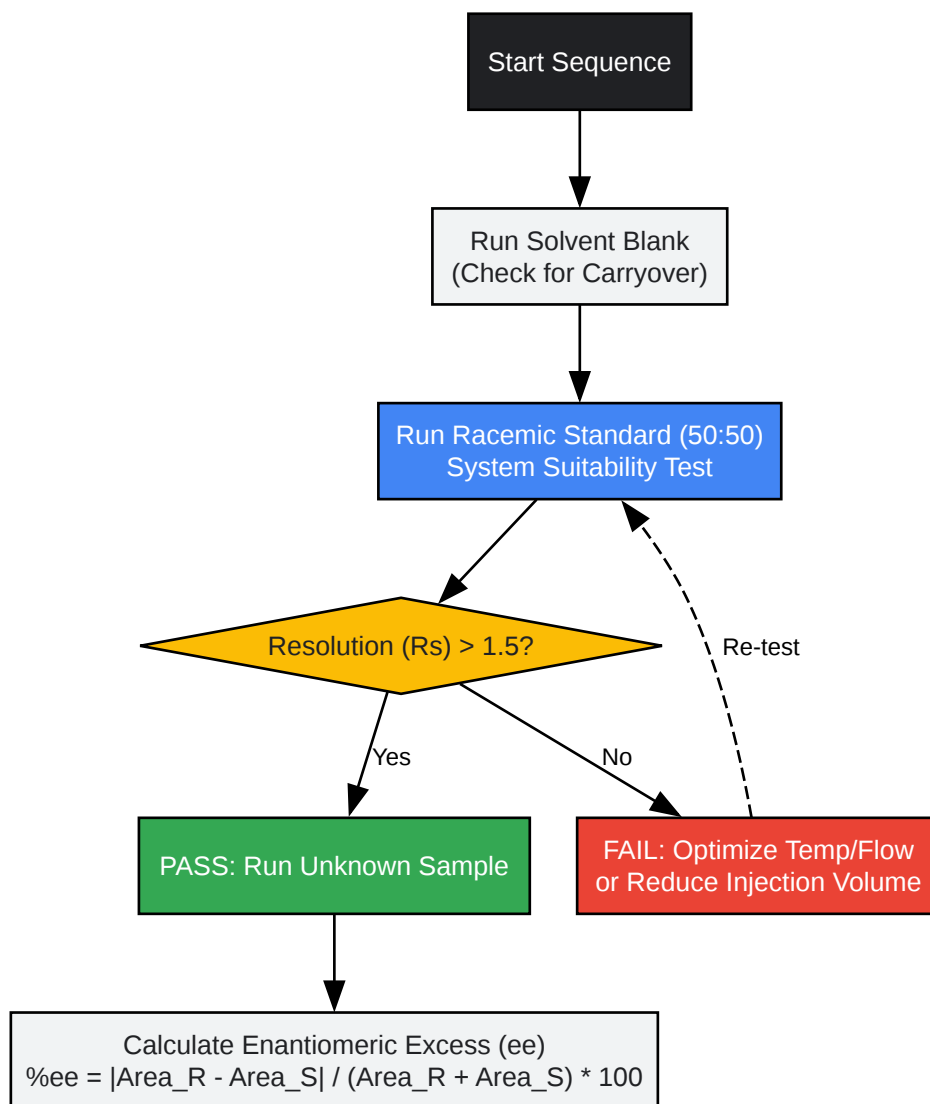 Start Sequence
Run Solvent Blank
(Check for Carryover)
Run Racemic Standard (50:50)
System Suitability Test
Resolution (Rs) > 1.5?
Re-test
Yes
No
PASS: Run Unknown Sample
FAIL: Optimize Temp/Flow
or Reduce Injection Volume
Calculate Enantiomeric Excess (ee)
%ee = |Area_R - Area_S| / (Area_R + Area_S) * 100